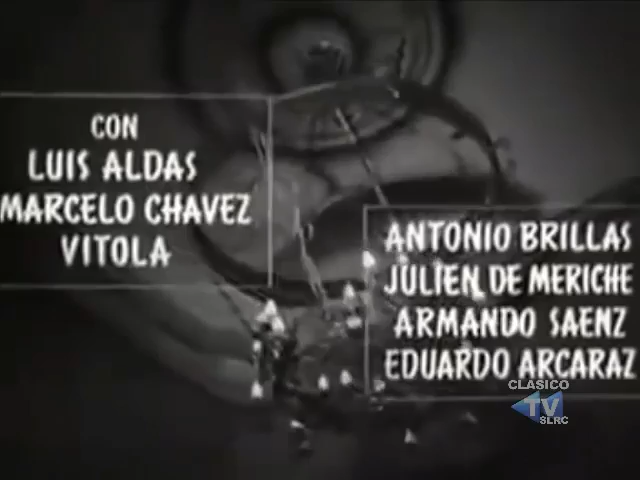 CON
LUIS ALDAS
MARCELO CHAVEZ
VITOLA
ANTONIO BRILLAS
JULIEN DE MERICHE
ARMANDO SAENZ
EDUARDO ARCARAZ
CLASICO
TV
SLRC